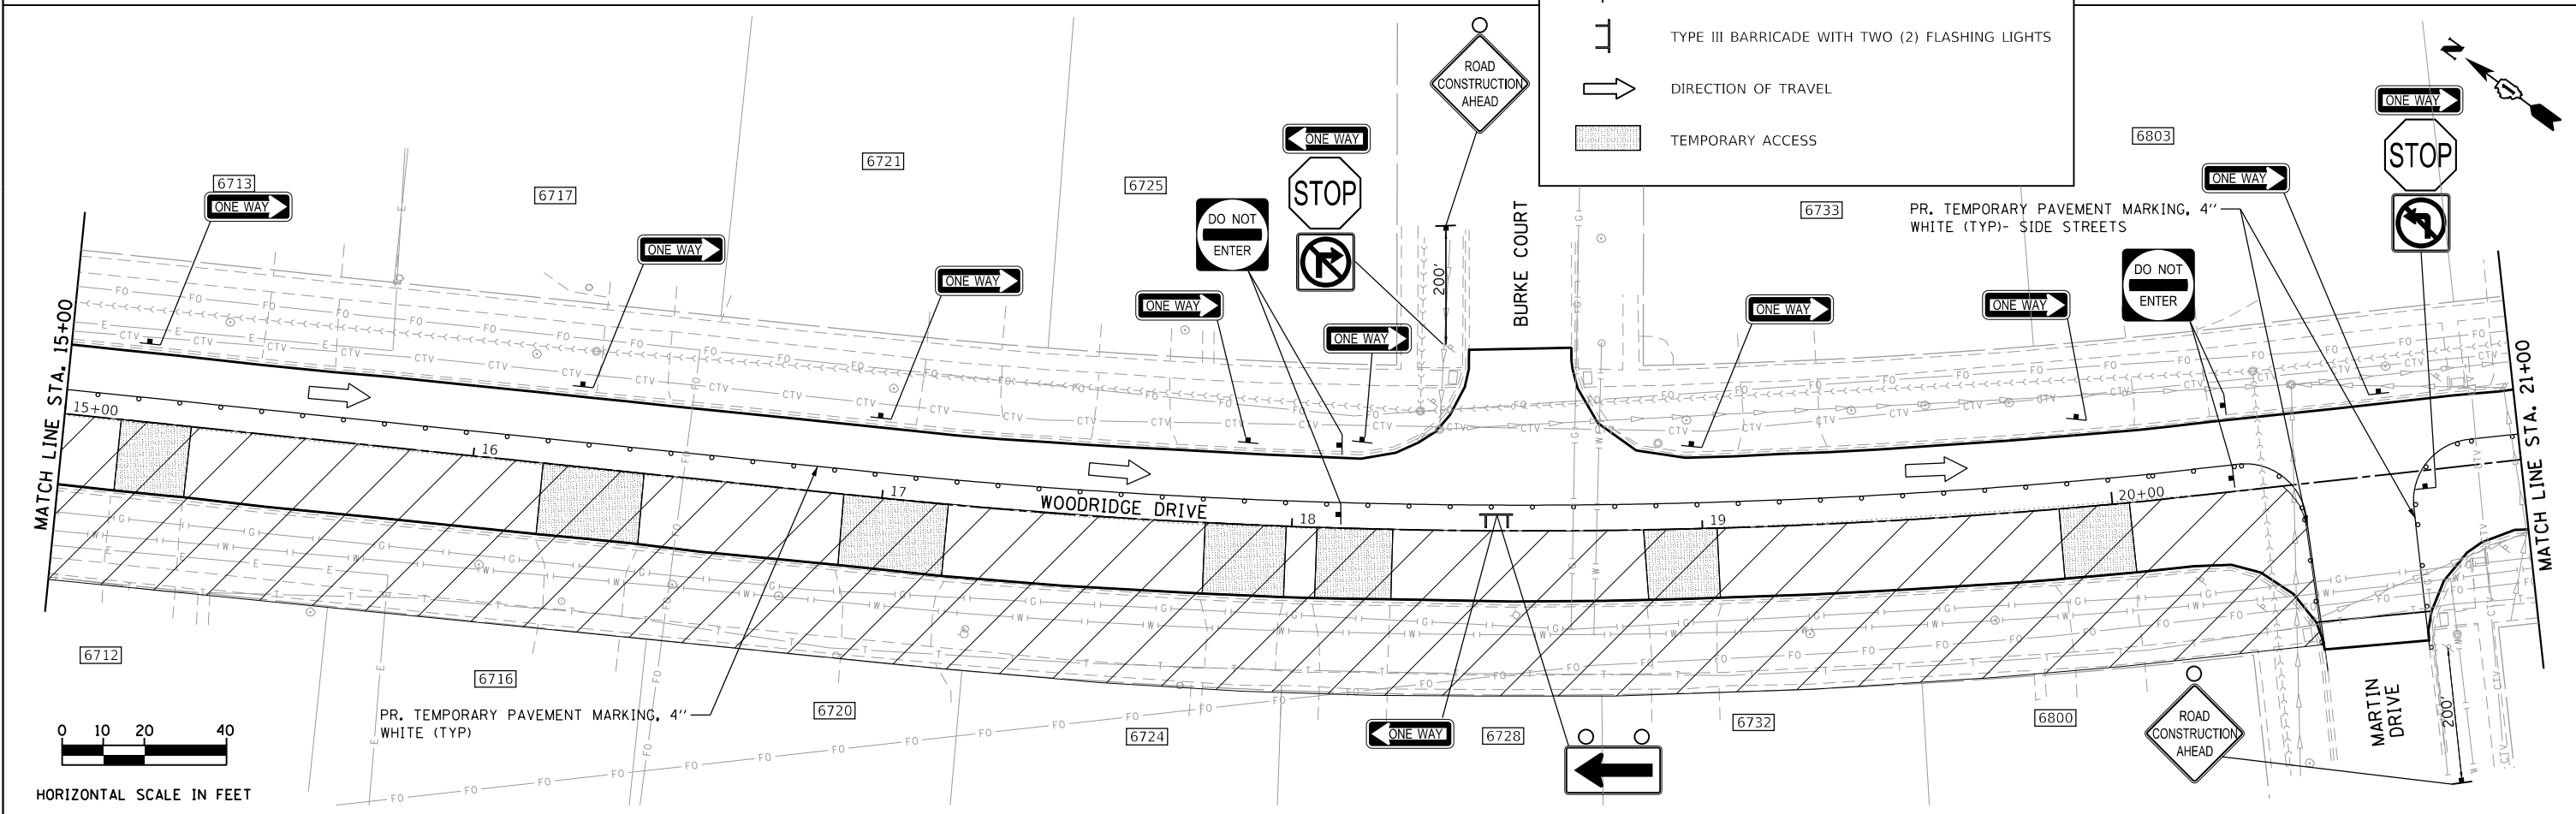 TYPE III BARRICADE WITH TWO (2) FLASHING LIGHTS
DIRECTION OF TRAVEL
TEMPORARY ACCESS
ROAD
CONSTRUCTION
AHEAD
N
ONE WAY
STOP
6803
ONE WAY
6713
ONE WAY
6717
6721
6725
ONE WAY
STOP
DO NOT
ENTER
ONE WAY
ONE WAY
ONE WAY
ONE WAY
200'
BURKE COURT
6733
PR. TEMPORARY PAVEMENT MARKING, 4"
WHITE (TYP)- SIDE STREETS
DO NOT
ENTER
ONE WAY
ONE WAY
MATCH LINE STA. 15+00
15+00
16
17
18
19
20+00
WOODRIDGE DRIVE
MATCH LINE STA. 21+00
6712
6716
6720
6724
6728
6732
6800
PR. TEMPORARY PAVEMENT MARKING, 4"
WHITE (TYP)
ONE WAY
ROAD
CONSTRUCTION
AHEAD
MARTIN
DRIVE
200'
0 10 20 40
HORIZONTAL SCALE IN FEET